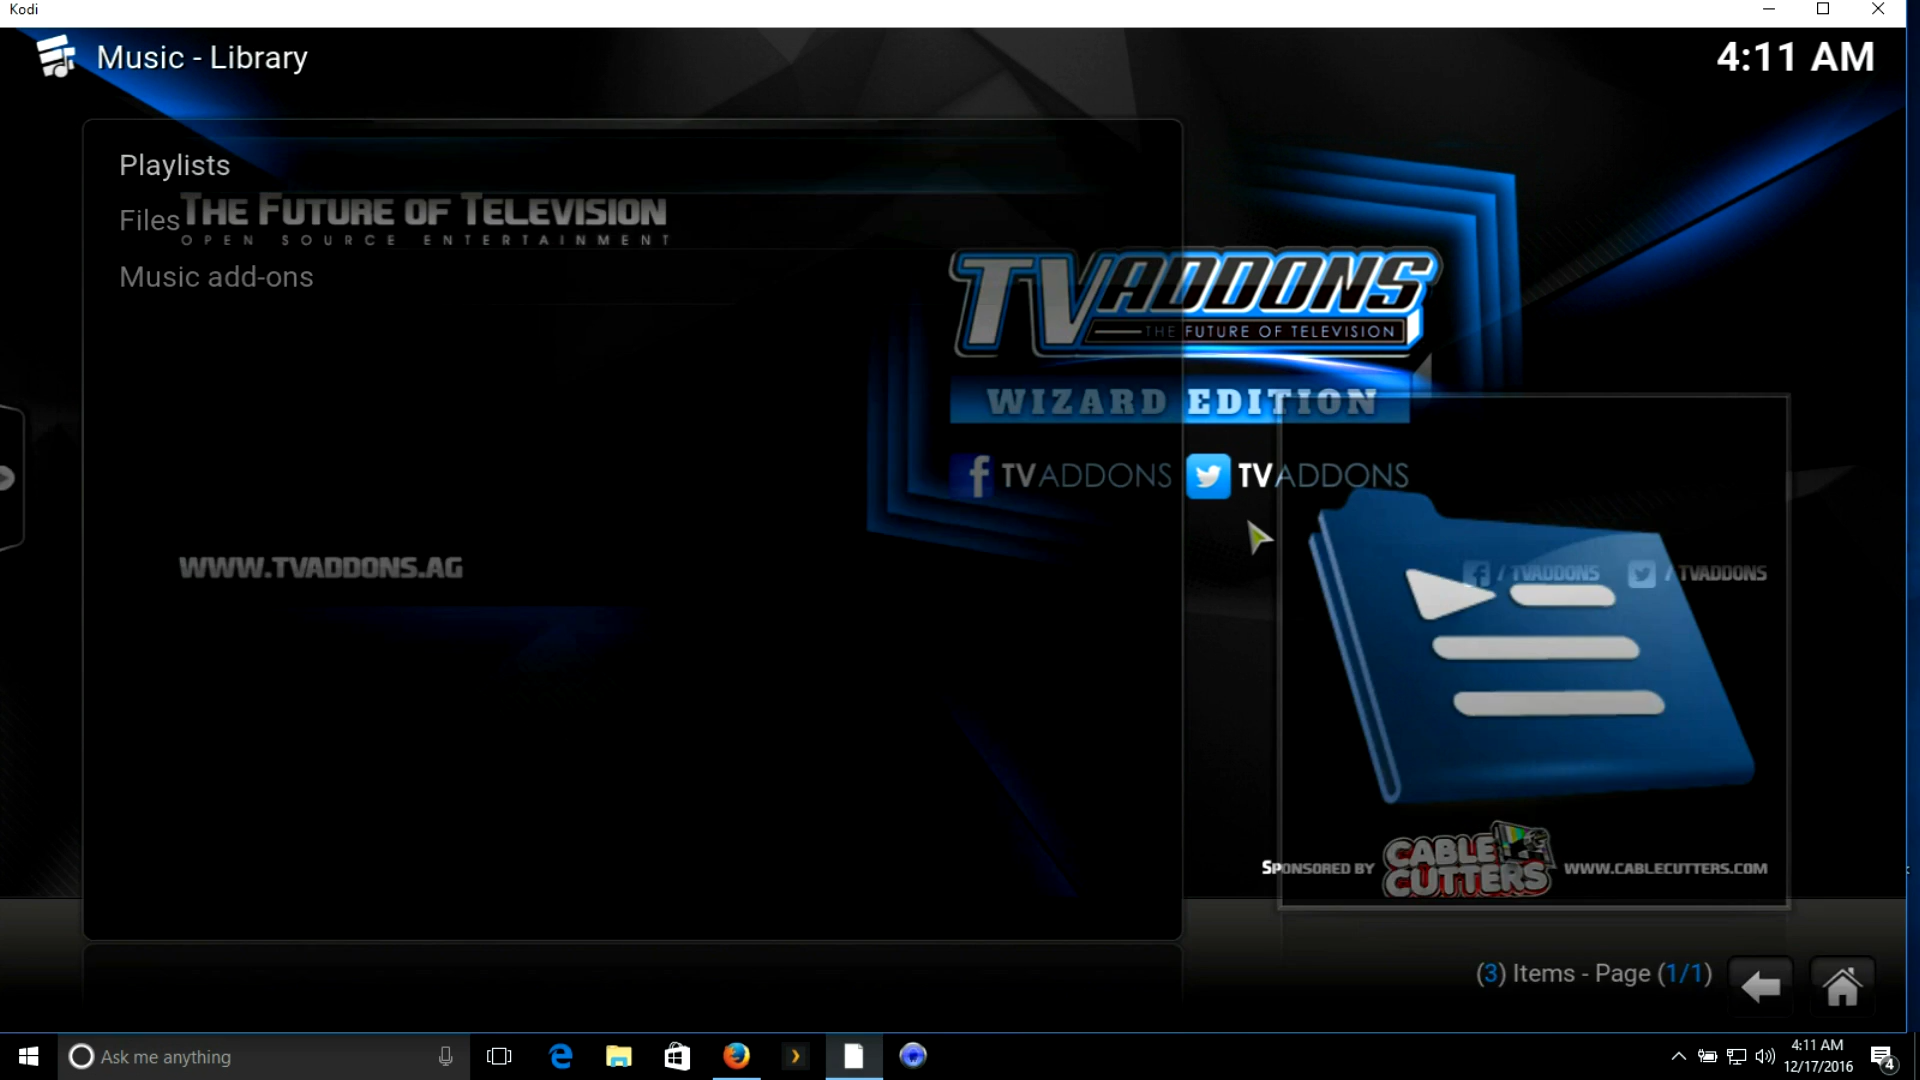 Kodi
Music - Library
4:11 AM
Playlists
Files
THE FUTURE OF TELEVISION
OPEN SOURCE ENTERTAINMENT
Music add-ons
TVADDONS
THE FUTURE OF TELEVISION
WIZARD EDITION
f TVADDONS TVADDONS
WWW.TVADDONS.AG
f / TVADDONS / TVADDONS
SPONSORED BY CABLE CUTTERS WWW.CABLECUTTERS.COM
(3) Items - Page (1/1)
Ask me anything
4:11 AM
12/17/2016
4